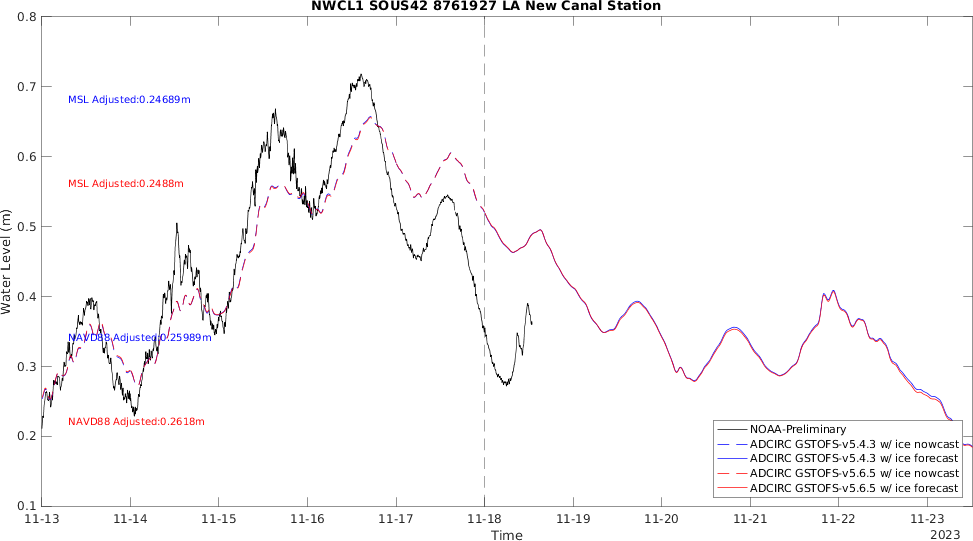 NWCL1 SOUS42 8761927 LA New Canal Station
0.8
0.7
0.6
0.5
0.4
0.3
0.2
0.1
Water Level (m)
MSL Adjusted:0.24689m
MSL Adjusted:0.2488m
NAVD88 Adjusted:0.25989m
NAVD88 Adjusted:0.2618m
NOAA-Preliminary
ADCIRC GSTOFS-v5.4.3 w/ ice nowcast
ADCIRC GSTOFS-v5.4.3 w/ ice forecast
ADCIRC GSTOFS-v5.6.5 w/ ice nowcast
ADCIRC GSTOFS-v5.6.5 w/ ice forecast
11-13 11-14 11-15 11-16 11-17 11-18 11-19 11-20 11-21 11-22 11-23
Time
2023